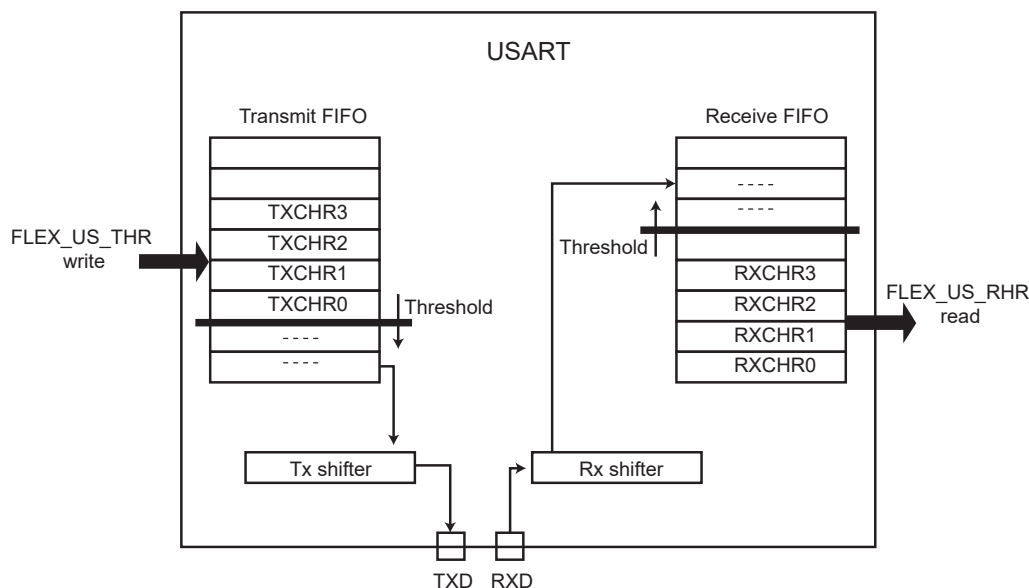 USART
Transmit FIFO
Receive FIFO
TXCHR3
TXCHR2
TXCHR1
TXCHR0
- - - -
- - - -
FLEX_US_THR
write
Threshold
- - - -
- - - -
Threshold
RXCHR3
RXCHR2
RXCHR1
RXCHR0
FLEX_US_RHR
read
Tx shifter
Rx shifter
TXD
RXD